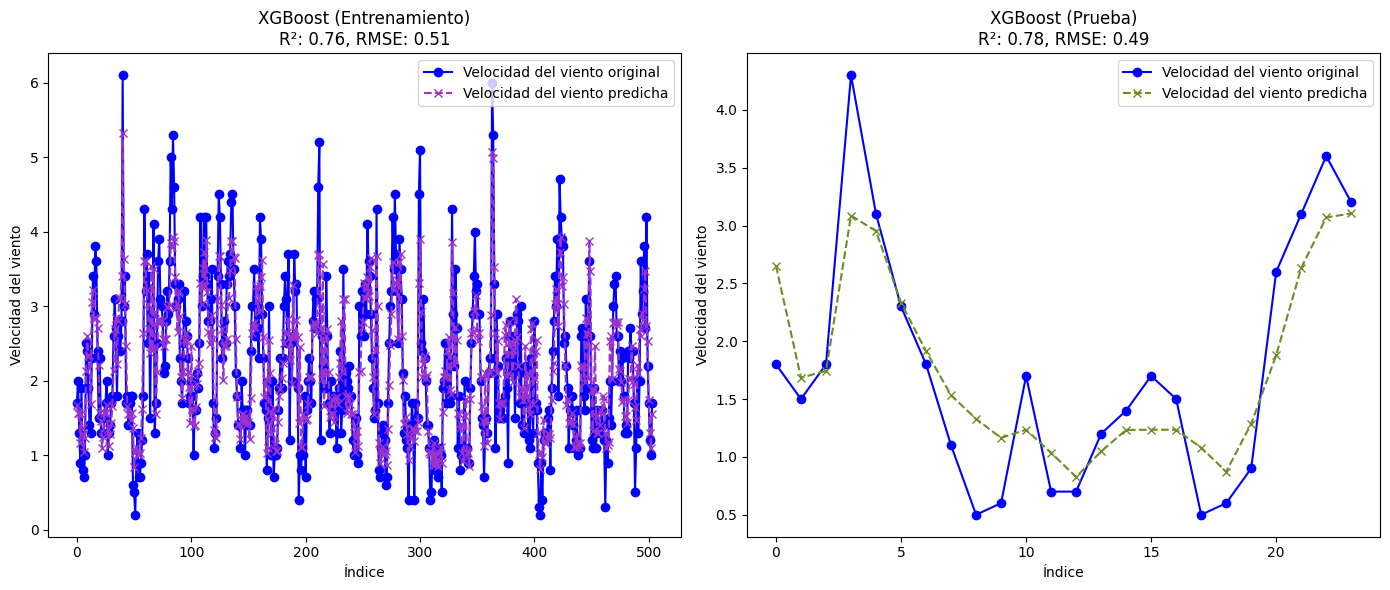 XGBoost (Entrenamiento)
R²: 0.76, RMSE: 0.51
Velocidad del viento original
Velocidad del viento predicha
Velocidad del viento
6
5
4
3
2
1
0
0
100
200
300
400
500
Índice
XGBoost (Prueba)
R²: 0.78, RMSE: 0.49
Velocidad del viento original
Velocidad del viento predicha
Velocidad del viento
4.0
3.5
3.0
2.5
2.0
1.5
1.0
0.5
0
5
10
15
20
Índice